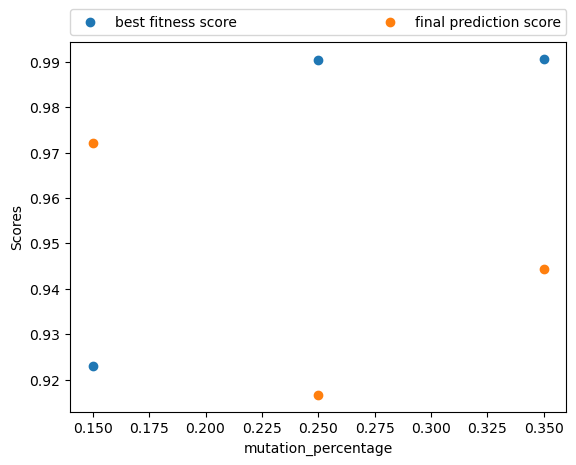 best fitness score final prediction score
0.99
0.98
0.97
0.96
0.95
0.94
0.93
0.92
Scores
0.150 0.175 0.200 0.225 0.250 0.275 0.300 0.325 0.350
mutation_percentage